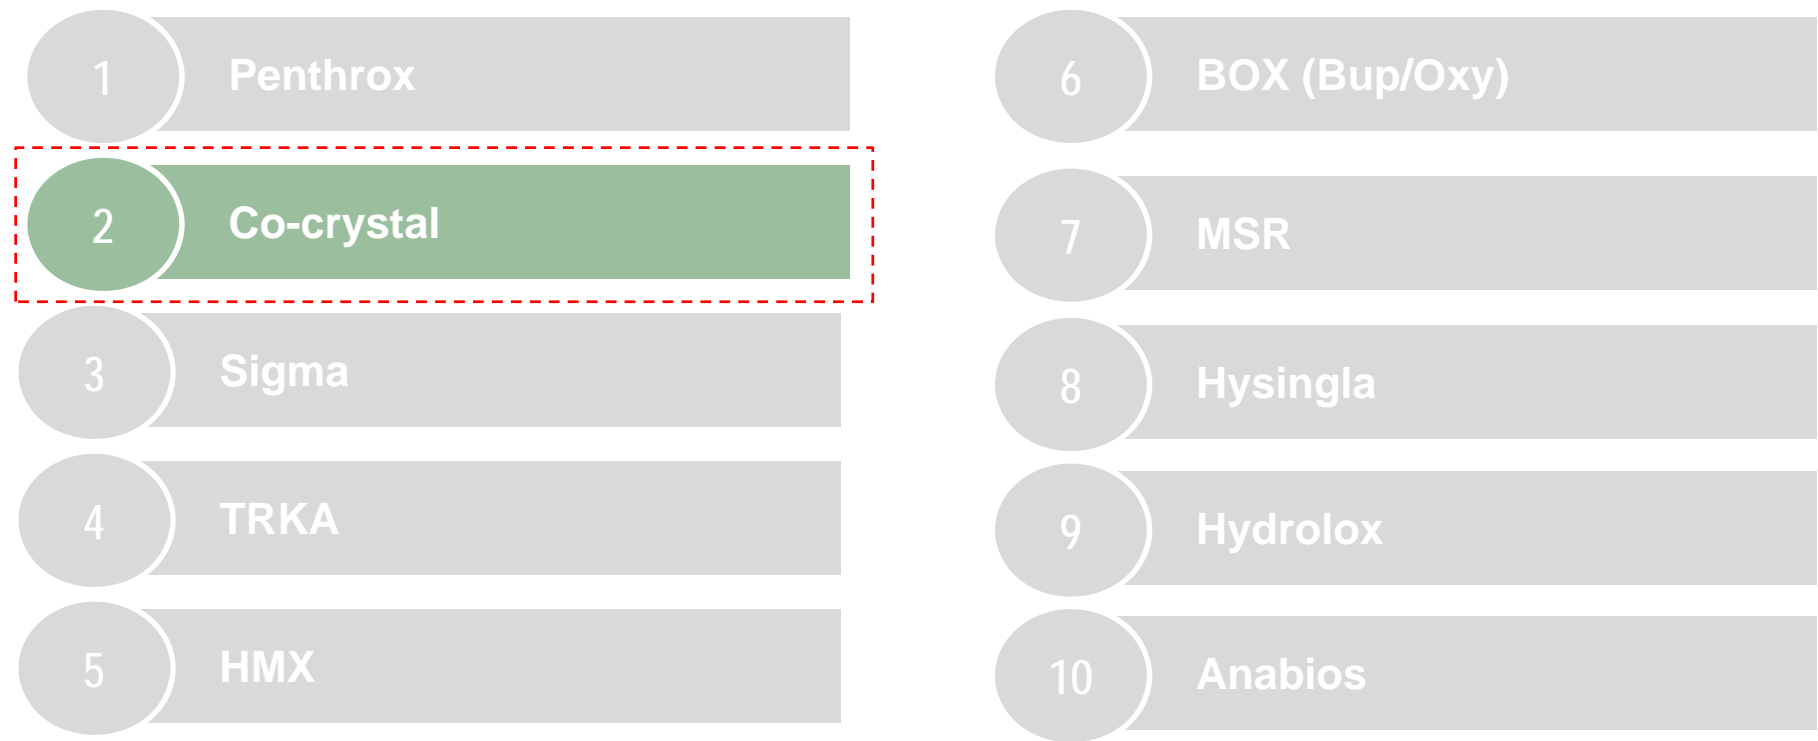 1 Penthrox
2 Co-crystal
3 Sigma
4 TRKA
5 HMX
6 BOX (Bup/Oxy)
7 MSR
8 Hysingla
9 Hydrolox
10 Anabios